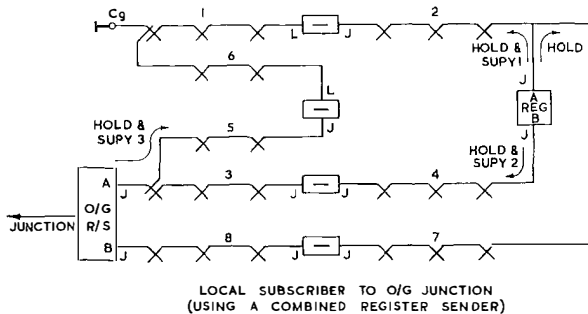 Cg
1
L
J
2
HOLD &
SUPY 1
HOLD
6
L
J
HOLD &
SUPY 3
5
J
A
REG
B
J
HOLD &
SUPY 2
A
J
3
J
J
4
O/G
R/S
JUNCTION
B
J
8
J
J
7
LOCAL SUBSCRIBER TO O/G JUNCTION
(USING A COMBINED REGISTER SENDER)